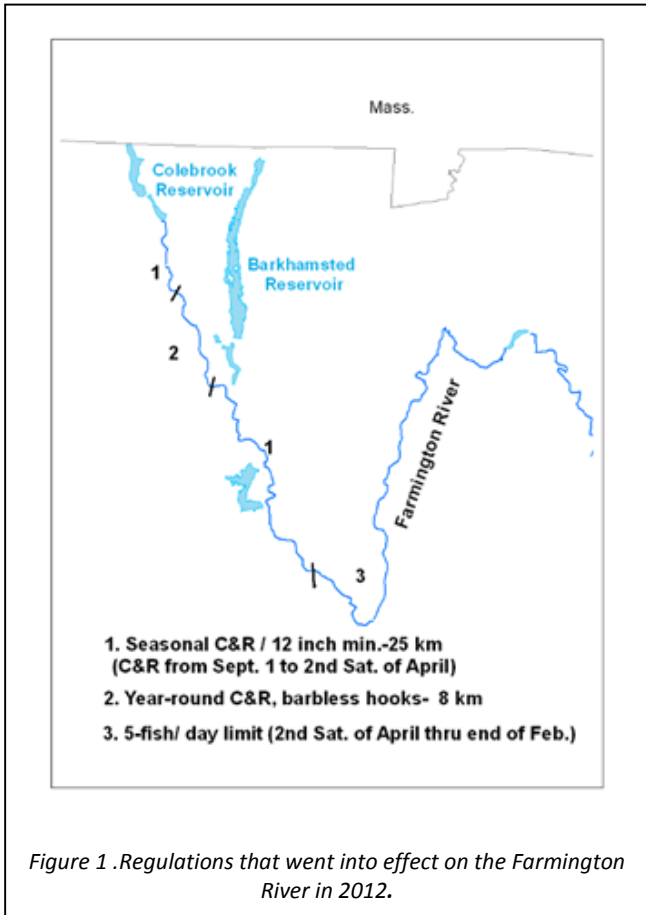 Mass.
Colebrook
Reservoir
Barkhamsted
Reservoir
1
2
1
Farmington River
3
1. Seasonal C&R / 12 inch min.-25 km
(C&R from Sept. 1 to 2nd Sat. of April)
2. Year-round C&R, barbless hooks- 8 km
3. 5-fish/ day limit (2nd Sat. of April thru end of Feb.)
Figure 1 .Regulations that went into effect on the Farmington
River in 2012.